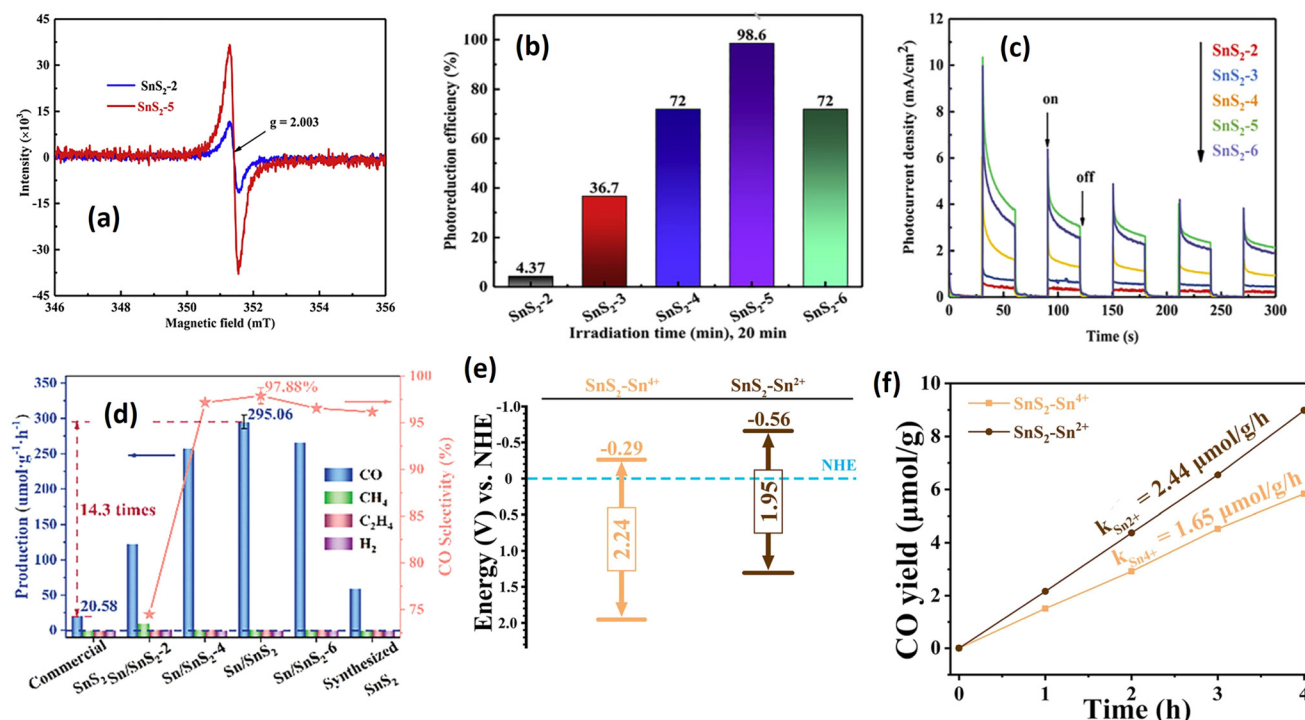 (a)
SnS₂-2
SnS₂-5
g = 2.003
Intensity (×10³)
45
30
15
0
-15
-30
-45
346 348 350 352 354 356
Magnetic field (mT)
(b)
Photoreduction efficiency (%)
100
80
60
40
20
0
4.37
36.7
72
98.6
72
SnS₂-2 SnS₂-3 SnS₂-4 SnS₂-5 SnS₂-6
Irradiation time (min), 20 min
(c)
Photocurrent density (mA/cm²)
12
10
8
6
4
2
0
on
off
SnS₂-2
SnS₂-3
SnS₂-4
SnS₂-5
SnS₂-6
0 50 100 150 200 250 300
Time (s)
(d)
Production (umol·g⁻¹·h⁻¹)
350
300
250
200
150
100
50
0
14.3 times
20.58
295.06
97.88%
CO
CH₄
C₂H₄
H₂
CO Selectivity (%)
100
95
90
85
80
75
Commercial SnS₂
Sn/SnS₂-2
Sn/SnS₂-4
Sn/SnS₂
Sn/SnS₂-6
Synthesized SnS₂
(e)
SnS₂-Sn⁴⁺ SnS₂-Sn²⁺
Energy (V) vs. NHE
-1.0
-0.5
0
0.5
1.0
1.5
2.0
-0.29
-0.56
NHE
2.24
1.95
(f)
SnS₂-Sn⁴⁺
SnS₂-Sn²⁺
CO yield (μmol/g)
10
8
6
4
2
0
k Sn2+ = 2.44 μmol/g/h
k Sn4+ = 1.65 μmol/g/h
0 1 2 3 4
Time (h)